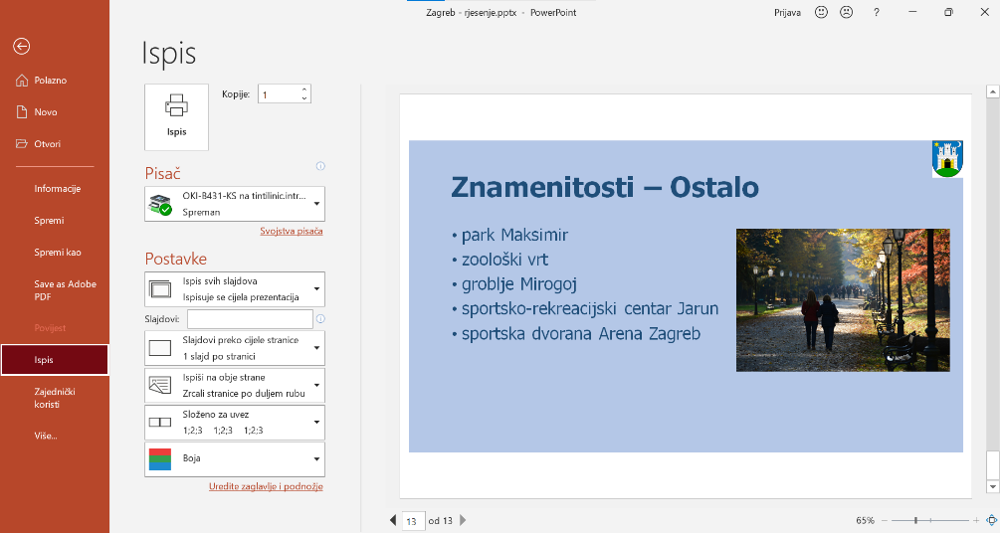 Zagreb - rjesenje.pptx - PowerPoint
Prijava
?
Polazno
Novo
Otvori
Informacije
Spremi
Spremi kao
Save as Adobe
PDF
Povijest
Ispis
Zajednički
koristi
Više...
Ispis
Ispis
Kopije: 1
Pisač
OKI-B431-KS na tintilinic.intr...
Spreman
Svojstva pisača
Postavke
Ispis svih slajdova
Ispisuje se cijela prezentacija
Slajdovi:
Slajdovi preko cijele stranice
1 slajd po stranici
Ispiši na obje strane
Zrcali stranice po duljem rubu
Složeno za uvez
1;2;3 1;2;3 1;2;3
Boja
Uredite zaglavlje i podnožje
Znamenitosti – Ostalo
• park Maksimir
• zoološki vrt
• groblje Mirogoj
• sportsko-rekreacijski centar Jarun
• sportska dvorana Arena Zagreb
13 od 13
65%